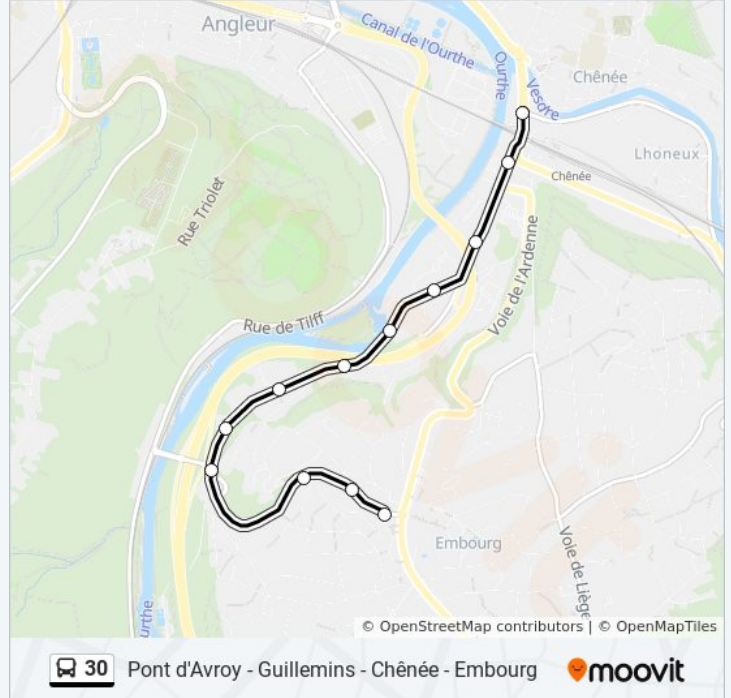 Angleur
Canal de l'Ourthe
Ourthe
Vesdre
Chênée
Lhoneux
Chênée
Rue Triolet
Voie de l'Ardenne
Rue de Tilff
Embourg
Voie de Liège
urthe
© OpenStreetMap contributors | © OpenMapTiles
30 Pont d'Avroy - Guillemins - Chênée - Embourg moovit